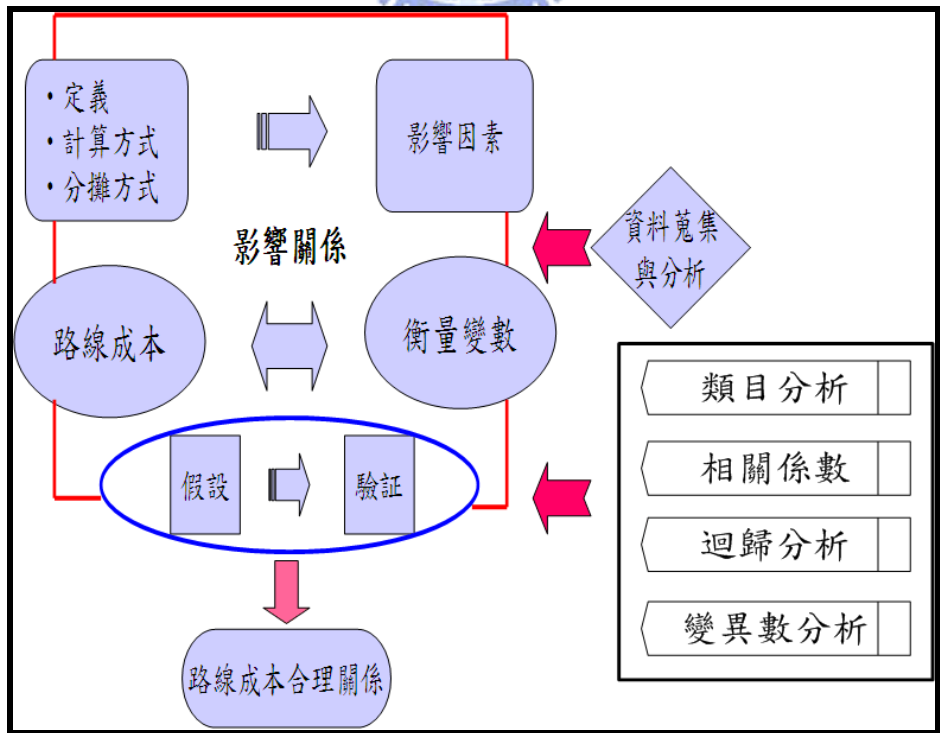 ・定義
・計算方式
・分攤方式
影響因素
影響關係
資料蒐集
與分析
路線成本
衡量變數
假設
驗証
類目分析
相關係數
迴歸分析
變異數分析
路線成本合理關係